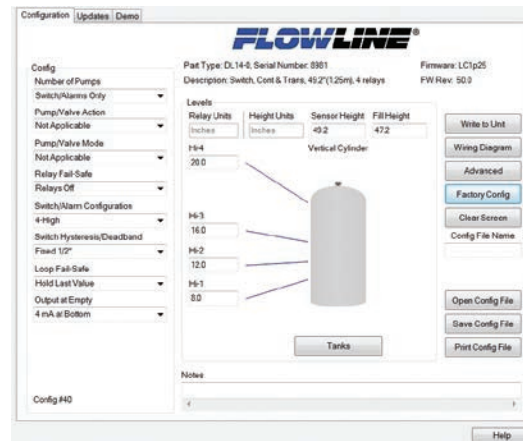 Configuration Updates Demo
FLOWLINE®
Config
Number of Pumps
Switch/Alarms Only
Pump/Valve Action
Not Applicable
Pump/Valve Mode
Not Applicable
Relay Fail-Safe
Relays Off
Switch/Alarm Configuration
4-High
Switch Hysteresis/Deadband
Fixed 1/2"
Loop Fail-Safe
Hold Last Value
Output at Empty
4 mA at Bottom
Config #40
Part Type: DL14-0, Serial Number: 8981
Firmware: LC1p25
Description: Switch, Cont & Trans, 49.2"(1.25m), 4 relays
FW Rev: 50.0
Levels
Relay Units Height Units Sensor Height Fill Height
Inches Inches 49.2 47.2
Hi-4
Vertical Cylinder
20.0
Hi-3
16.0
Hi-2
12.0
Hi-1
8.0
Tanks
Notes
Write to Unit
Wiring Diagram
Advanced
Factory Config
Clear Screen
Config File Name
Open Config File
Save Config File
Print Config File
Help